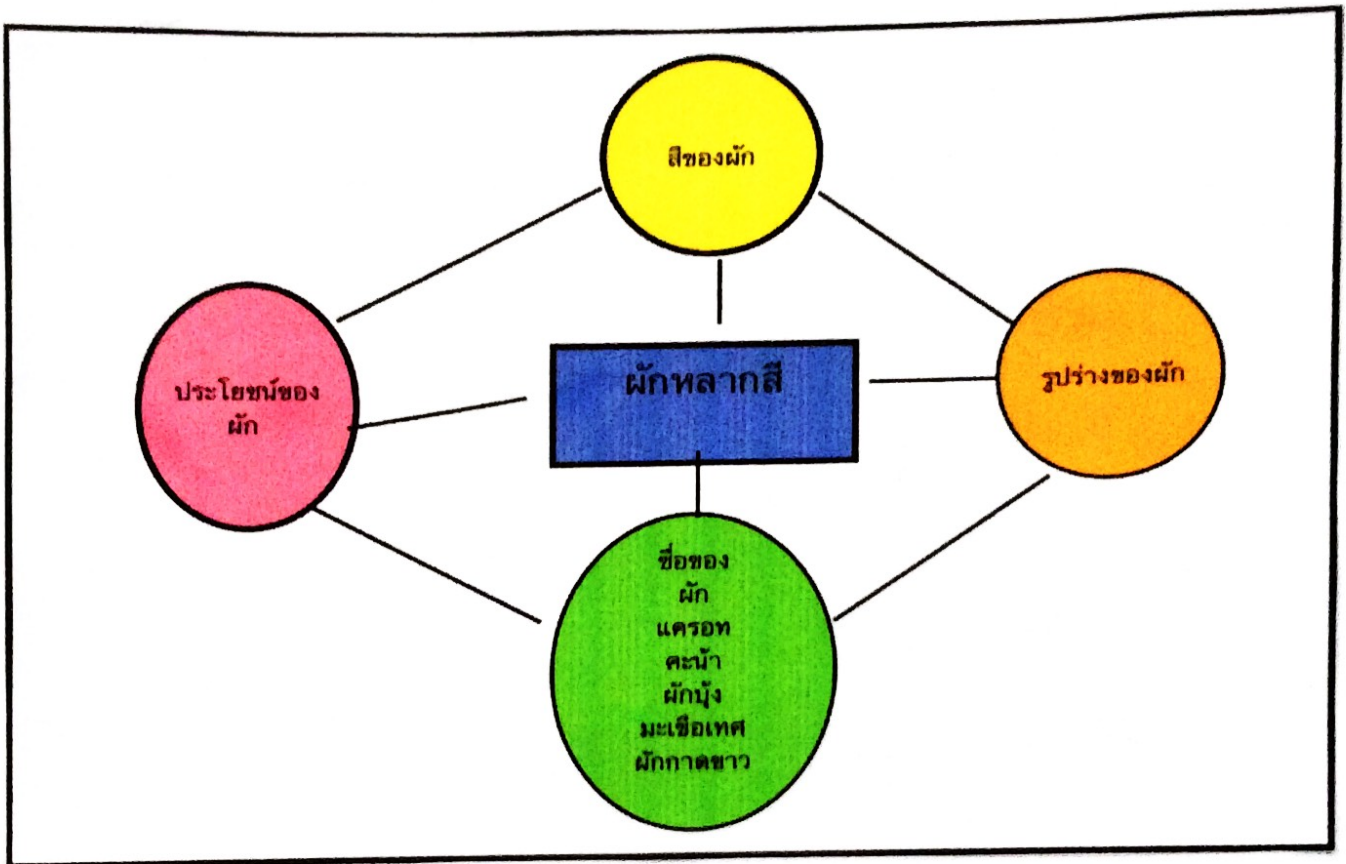 สีของผัก
ประโยชน์ของ
ผัก
ผักหลากสี
รูปร่างของผัก
ชื่อของ
ผัก
แครอท
คะน้า
ผักบุ้ง
มะเขือเทศ
ผักกาดขาว